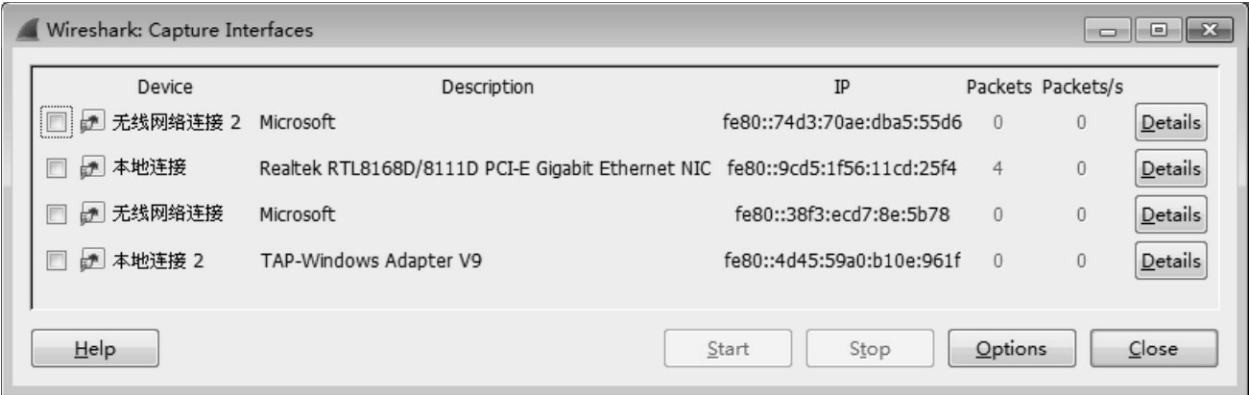 Wireshark: Capture Interfaces
Device Description IP Packets Packets/s
无线网络连接 2 Microsoft fe80::74d3:70ae:dba5:55d6 0 0 Details
本地连接 Realtek RTL8168D/8111D PCI-E Gigabit Ethernet NIC fe80::9cd5:1f56:11cd:25f4 4 0 Details
无线网络连接 Microsoft fe80::38f3:ecd7:8e:5b78 0 0 Details
本地连接 2 TAP-Windows Adapter V9 fe80::4d45:59a0:b10e:961f 0 0 Details
Help Start Stop Options Close